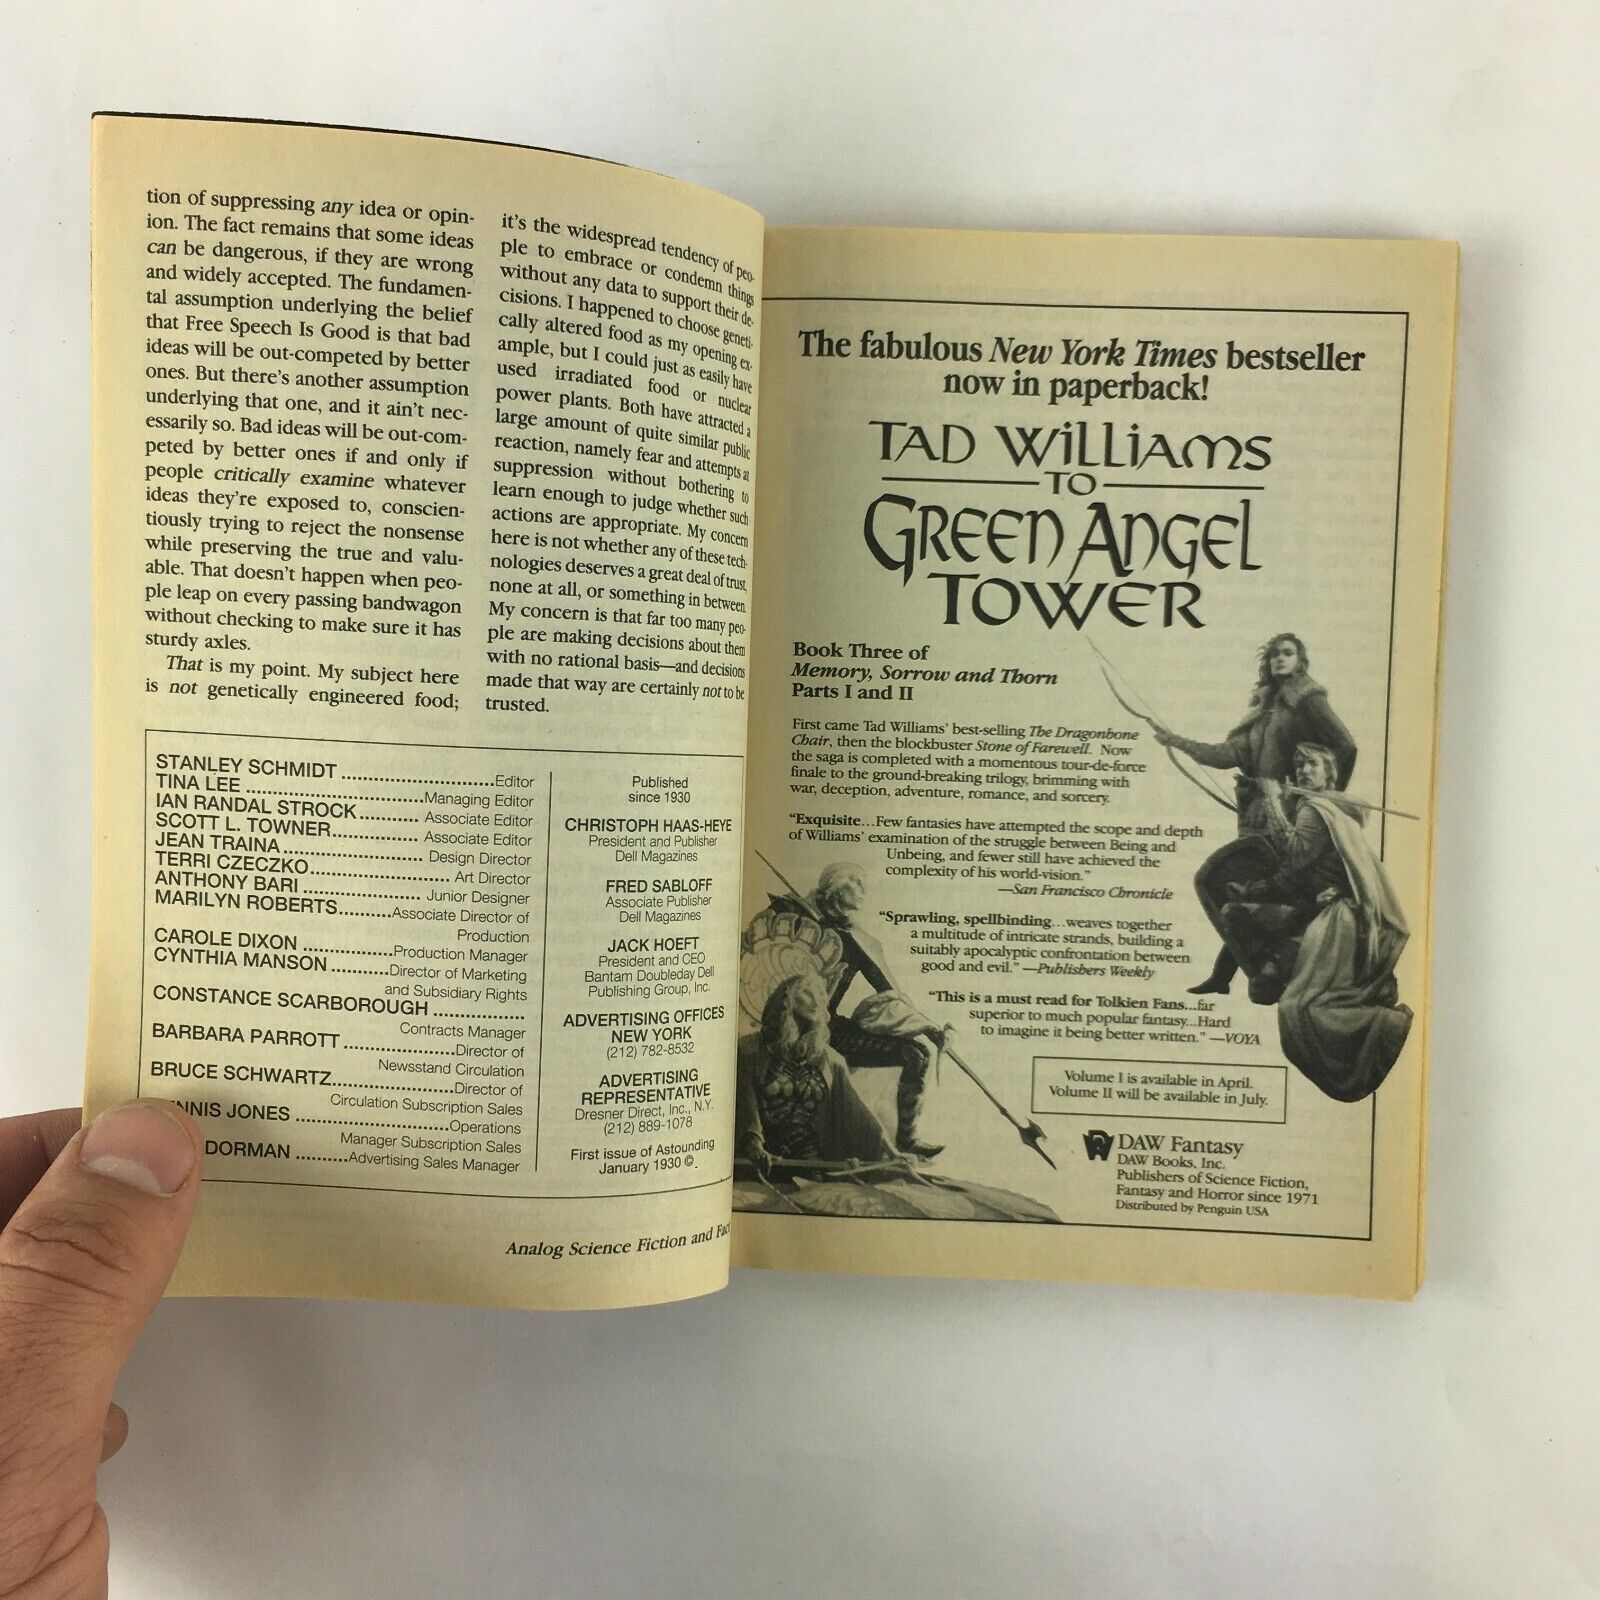 tion of suppressing any idea or opin-
ion. The fact remains that some ideas
can be dangerous, if they are wrong
and widely accepted. The fundamen-
tal assumption underlying the belief
that Free Speech Is Good is that bad
ideas will be out-competed by better
ones. But there's another assumption
underlying that one, and it ain't nec-
essarily so. Bad ideas will be out-com-
peted by better ones if and only if
people critically examine whatever
ideas they're exposed to, conscien-
tiously trying to reject the nonsense
while preserving the true and valu-
able. That doesn't happen when peo-
ple leap on every passing bandwagon
without checking to make sure it has
sturdy axles.
That is my point. My subject here
is not genetically engineered food;
it's the widespread tendency of peo-
ple to embrace or condemn things
without any data to support their de-
cisions. I happened to choose geneti-
cally altered food as my opening ex-
ample, but I could just as easily have
used irradiated food or nuclear
power plants. Both have attracted a
large amount of quite similar public
reaction, namely fear and attempts at
suppression without bothering to
learn enough to judge whether such
actions are appropriate. My concern
here is not whether any of these tech-
nologies deserves a great deal of trust,
none at all, or something in between.
My concern is that far too many peo-
ple are making decisions about them
with no rational basis—and decisions
made that way are certainly not to be
trusted.
STANLEY SCHMIDT ..........................Editor
TINA LEE ..............................Managing Editor
IAN RANDAL STROCK.......... Associate Editor
SCOTT L. TOWNER............... Associate Editor
JEAN TRAINA........................ Design Director
TERRI CZECZKO........................ Art Director
ANTHONY BARI .................... Junior Designer
MARILYN ROBERTS.........Associate Director of
Production
CAROLE DIXON ...............Production Manager
CYNTHIA MANSON ..........Director of Marketing
and Subsidiary Rights
CONSTANCE SCARBOROUGH ................
Contracts Manager
BARBARA PARROTT ...................Director of
Newsstand Circulation
BRUCE SCHWARTZ.....................Director of
Circulation Subscription Sales
NNIS JONES ..........................Operations
Manager Subscription Sales
DORMAN .........Advertising Sales Manager
Published
since 1930
CHRISTOPH HAAS-HEYE
President and Publisher
Dell Magazines
FRED SABLOFF
Associate Publisher
Dell Magazines
JACK HOEFT
President and CEO
Bantam Doubleday Dell
Publishing Group, Inc.
ADVERTISING OFFICES
NEW YORK
(212) 782-8532
ADVERTISING
REPRESENTATIVE
Dresner Direct, Inc., N.Y.
(212) 889-1078
First issue of Astounding
January 1930 ©
Analog Science Fiction and Fact
The fabulous New York Times bestseller
now in paperback!
TAD WILLIAMS
TO
GREEN ANGEL
TOWER
Book Three of
Memory, Sorrow and Thorn
Parts I and II
First came Tad Williams' best-selling The Dragonbone
Chair, then the blockbuster Stone of Farewell. Now
the saga is completed with a momentous tour-de-force
finale to the ground-breaking trilogy, brimming with
war, deception, adventure, romance, and sorcery.
"Exquisite...Few fantasies have attempted the scope and depth
of Williams' examination of the struggle between Being and
Unbeing, and fewer still have achieved the
complexity of his world-vision."
—San Francisco Chronicle
"Sprawling, spellbinding...weaves together
a multitude of intricate strands, building a
suitably apocalyptic confrontation between
good and evil." —Publishers Weekly
"This is a must read for Tolkien Fans...far
superior to much popular fantasy...Hard
to imagine it being better written." —VOYA
Volume I is available in April.
Volume II will be available in July.
DAW Fantasy
DAW Books, Inc.
Publishers of Science Fiction,
Fantasy and Horror since 1971
Distributed by Penguin USA